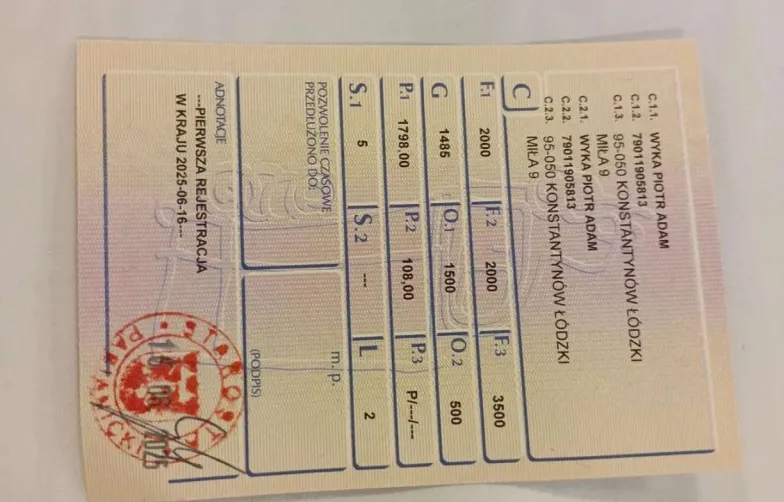 C.1.1. WYKA PIOTR ADAM
C.1.2. 79011905813
C.1.3. 95-050 KONSTANTYNÓW ŁÓDZKI
MIŁA 9
C.2.1. WYKA PIOTR ADAM
C.2.2. 79011905813
C.2.3. 95-050 KONSTANTYNÓW ŁÓDZKI
MIŁA 9
C
F.1 2000 F.2 2000 F.3 3500
G 1485 O.1 1500 O.2 500
P.1 1798,00 P.2 108,00 P.3 P/---/---
S.1 5 S.2 --- L 2
POZWOLENIE CZASOWE
PRZEDŁUŻONO DO:
m. p.
(PODPIS)
ADNOTACJE
---PIERWSZA REJESTRACJA
W KRAJU 2025-06-16---
STAROSTA
2025